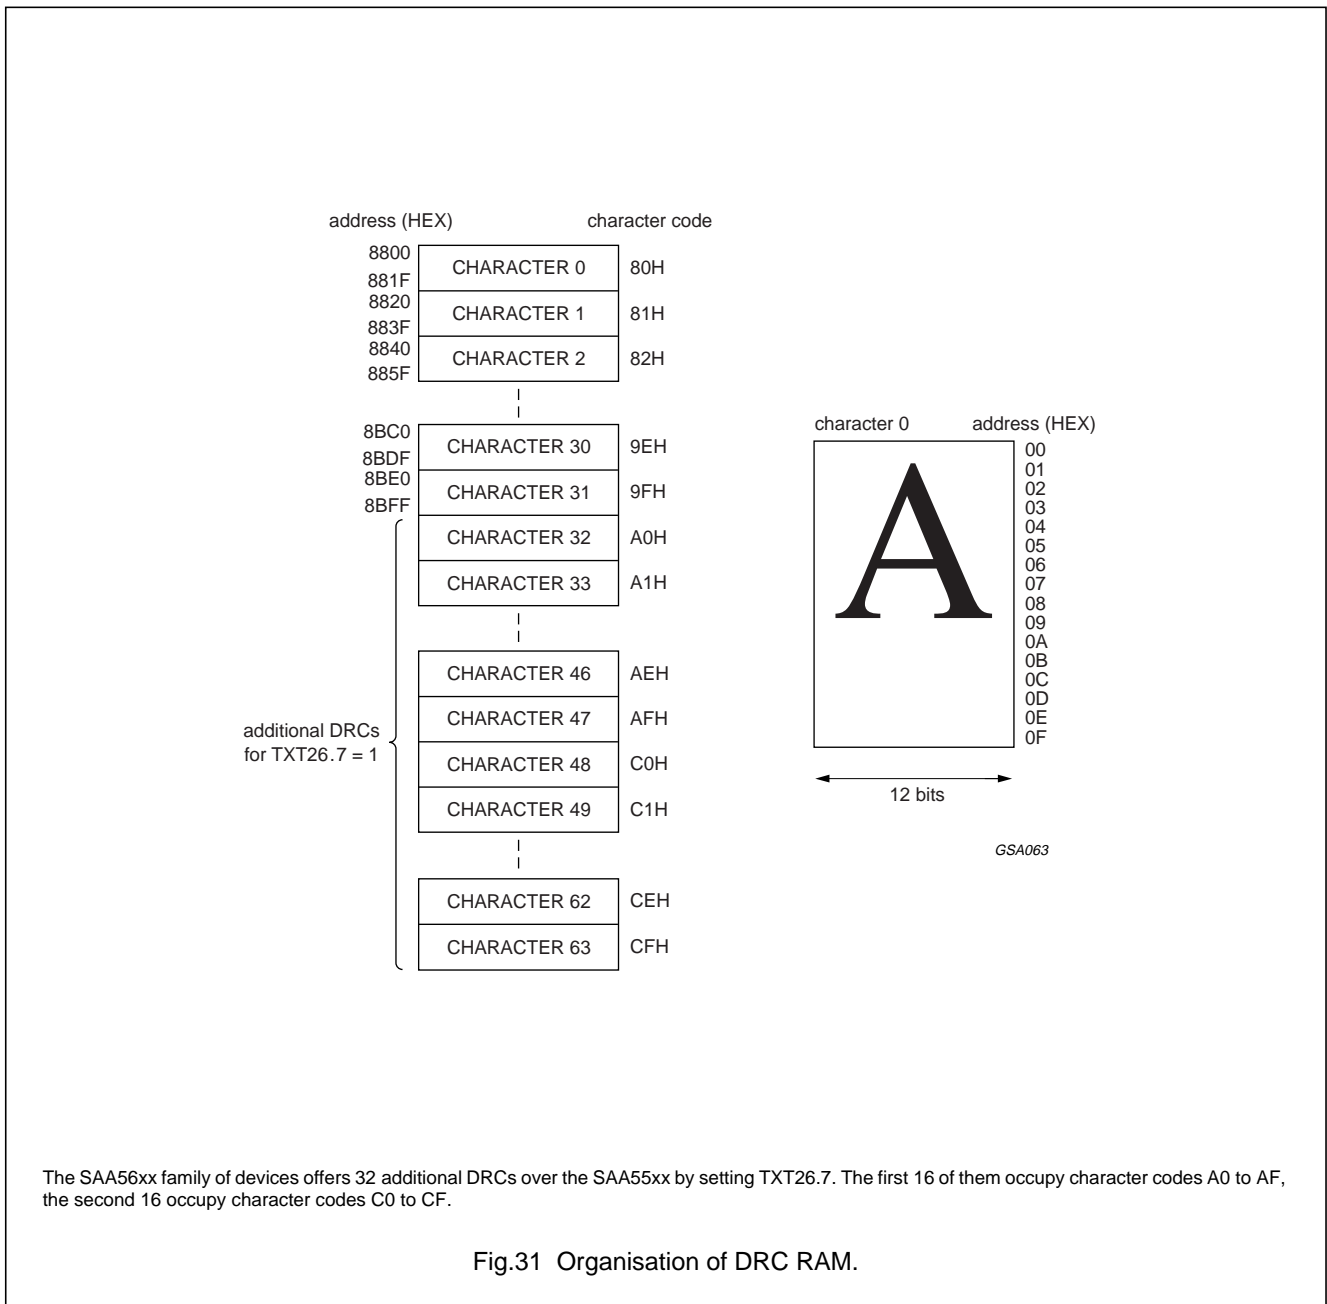 address (HEX) character code
8800
CHARACTER 0 80H
881F
8820
CHARACTER 1 81H
883F
8840
CHARACTER 2 82H
885F
8BC0
CHARACTER 30 9EH
8BDF
8BE0
CHARACTER 31 9FH
8BFF
CHARACTER 32 A0H
CHARACTER 33 A1H
CHARACTER 46 AEH
CHARACTER 47 AFH
additional DRCs
for TXT26.7 = 1
CHARACTER 48 C0H
CHARACTER 49 C1H
CHARACTER 62 CEH
CHARACTER 63 CFH
character 0 address (HEX)
A
00
01
02
03
04
05
06
07
08
09
0A
0B
0C
0D
0E
0F
12 bits
GSA063
The SAA56xx family of devices offers 32 additional DRCs over the SAA55xx by setting TXT26.7. The first 16 of them occupy character codes A0 to AF,
the second 16 occupy character codes C0 to CF.
Fig.31 Organisation of DRC RAM.